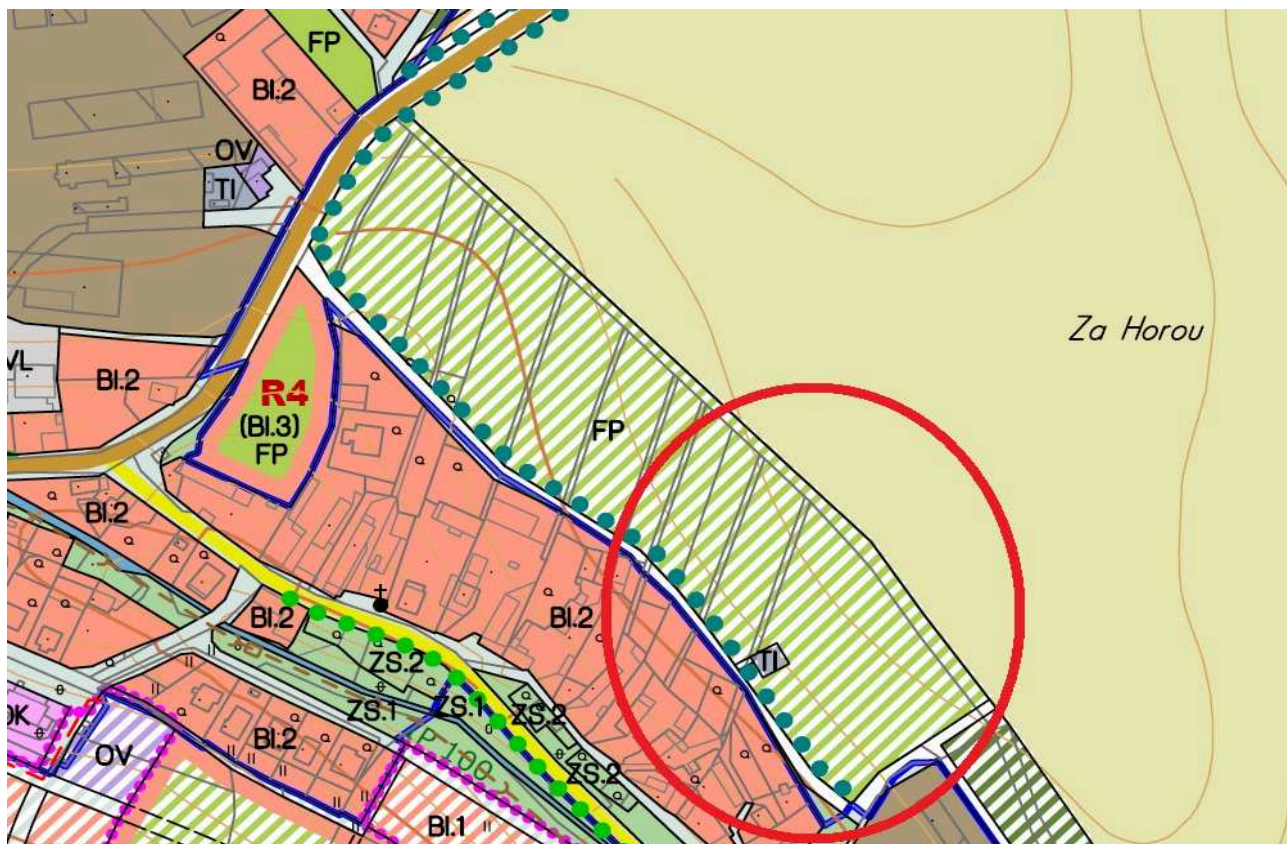 FP
BI.2
OV
TI
Za Horou
VL
BI.2
R4
(BI.3)
FP
FP
BI.2
BI.2
BI.2
ZS.2
TI
ZS.1
ZS.1
ZS.2
OK
OV
BI.2
P 100
ZS.2
BI.1